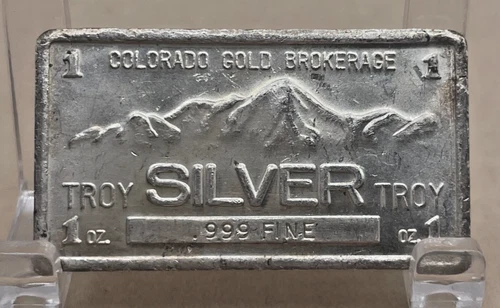 1 COLORADO GOLD BROKERAGE 1
TROY SILVER TROY
1 OZ. .999 FINE OZ. 1